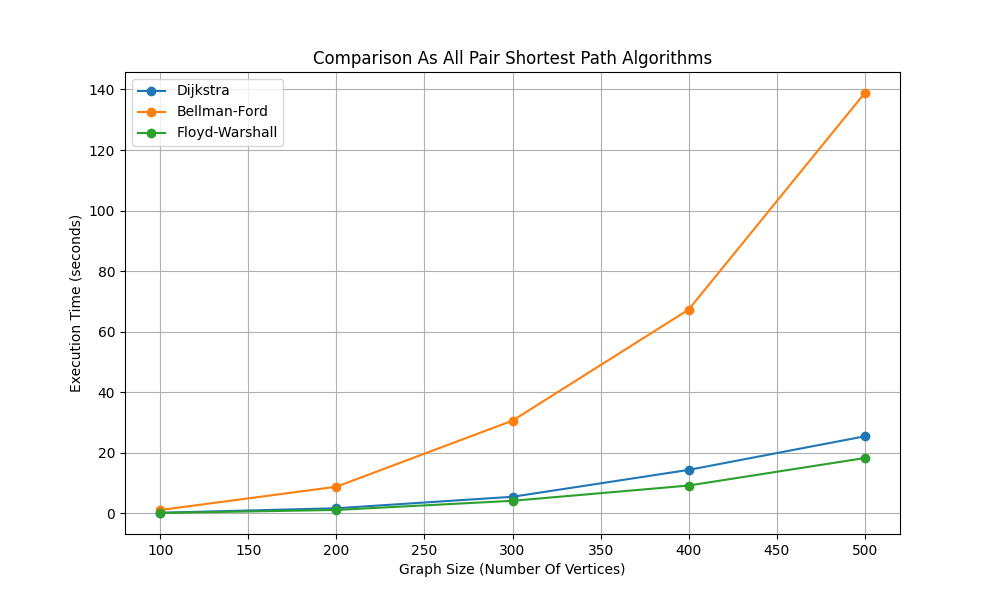 Comparison As All Pair Shortest Path Algorithms
Dijkstra
Bellman-Ford
Floyd-Warshall
140
120
100
80
60
40
20
0
Execution Time (seconds)
100 150 200 250 300 350 400 450 500
Graph Size (Number Of Vertices)